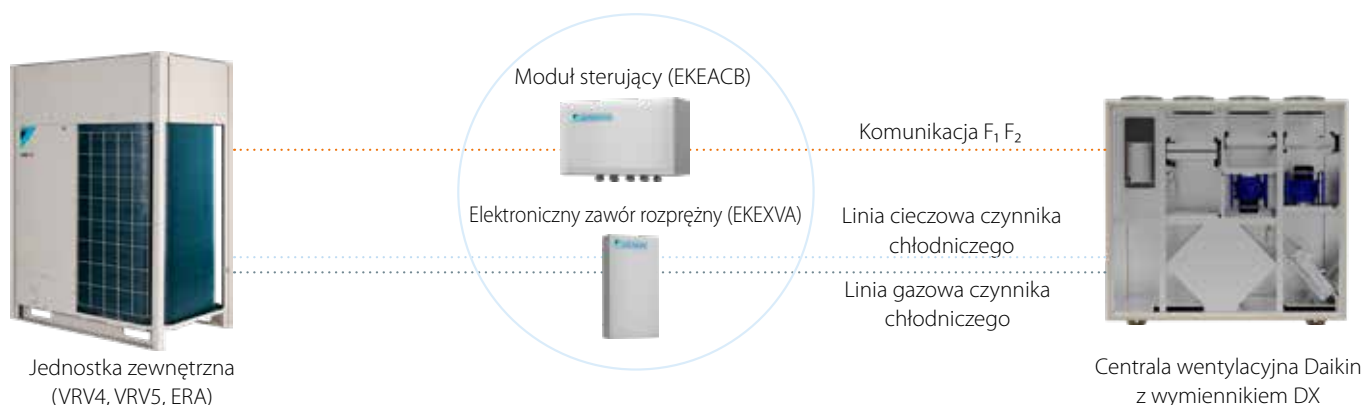 Moduł sterujący (EKEACB)
Komunikacja F₁ F₂
Elektroniczny zawór rozprężny (EKEXVA)
Linia cieczowa czynnika
chłodniczego
Linia gazowa czynnika
chłodniczego
Jednostka zewnętrzna
(VRV4, VRV5, ERA)
Centrala wentylacyjna Daikin
z wymiennikiem DX